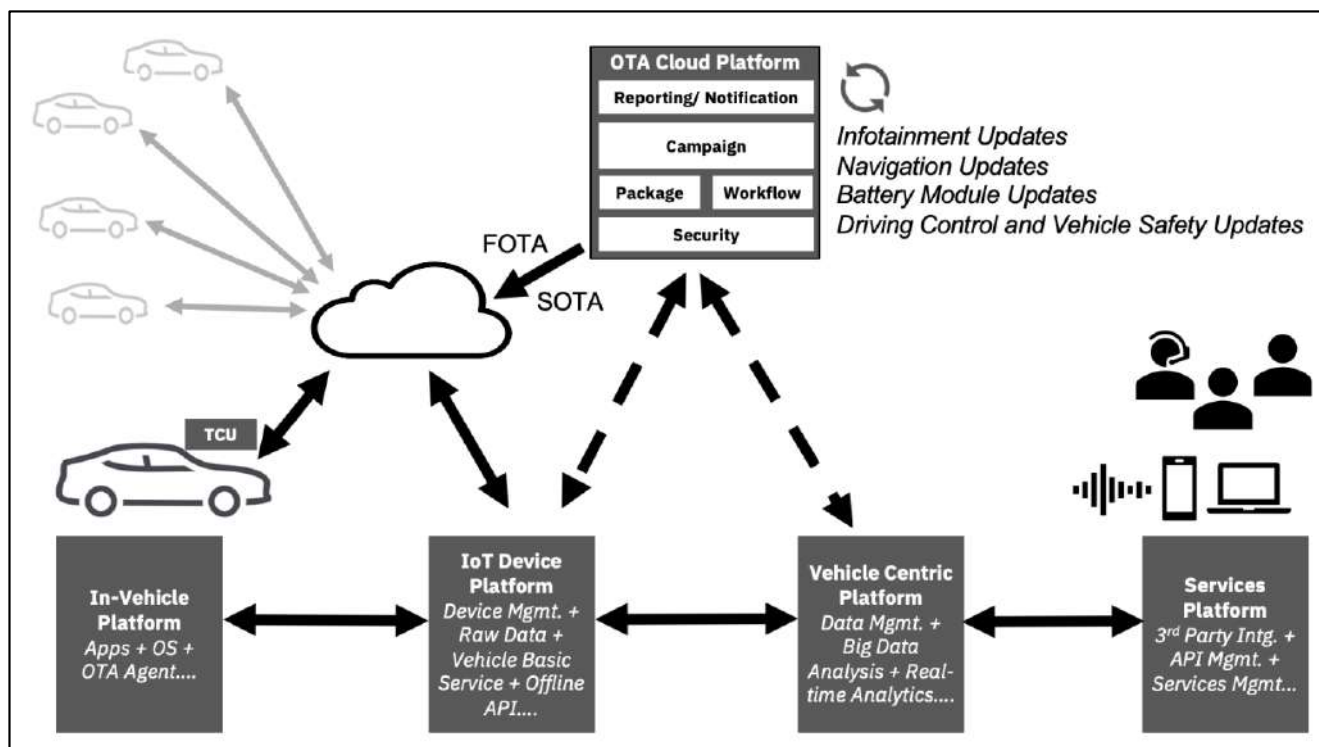 OTA Cloud Platform
Reporting/ Notification
Campaign
Package
Workflow
Security
Infotainment Updates
Navigation Updates
Battery Module Updates
Driving Control and Vehicle Safety Updates
FOTA
SOTA
TCU
In-Vehicle
Platform
Apps + OS +
OTA Agent....
IoT Device
Platform
Device Mgmt. +
Raw Data +
Vehicle Basic
Service + Offline
API....
Vehicle Centric
Platform
Data Mgmt. +
Big Data
Analysis + Real-
time Analytics....
Services
Platform
3rd Party Intg. +
API Mgmt. +
Services Mgmt...